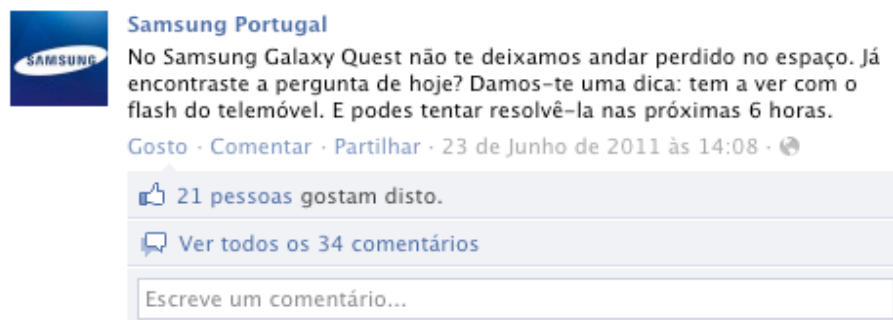 SAMSUNG
Samsung Portugal
No Samsung Galaxy Quest não te deixamos andar perdido no espaço. Já
encontraste a pergunta de hoje? Damos-te uma dica: tem a ver com o
flash do telemóvel. E podes tentar resolvê-la nas próximas 6 horas.
Gosto · Comentar · Partilhar · 23 de Junho de 2011 às 14:08 ·
21 pessoas gostam disto.
Ver todos os 34 comentários
Escreve um comentário...